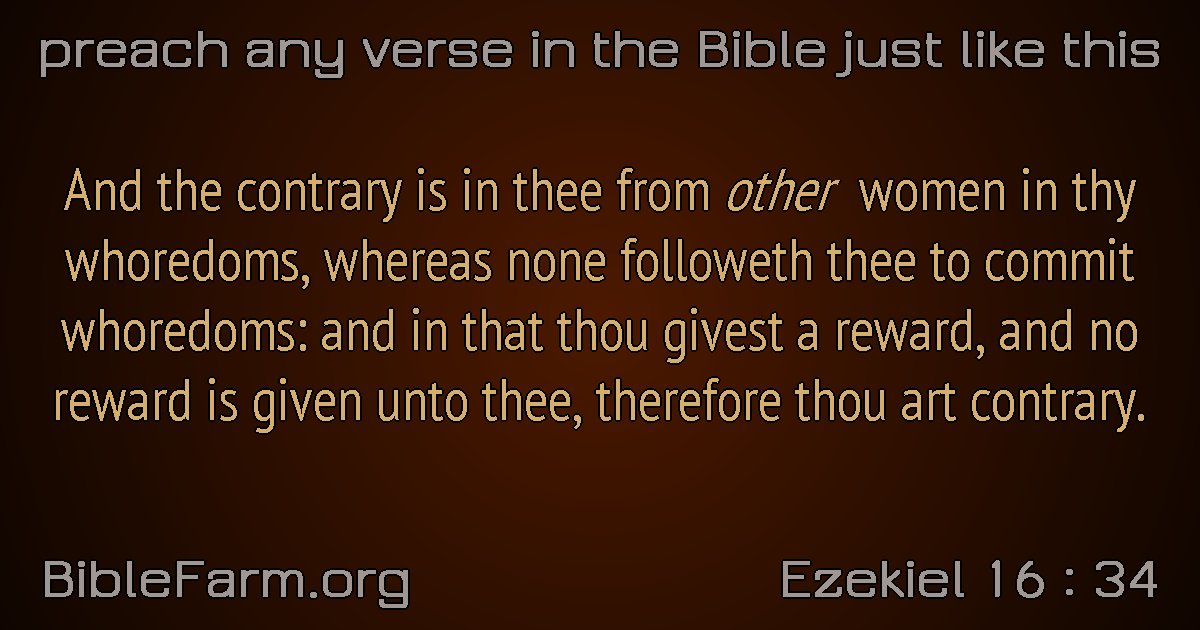 preach any verse in the Bible just like this
And the contrary is in thee from other women in thy
whoredoms, whereas none followeth thee to commit
whoredoms: and in that thou givest a reward, and no
reward is given unto thee, therefore thou art contrary.
BibleFarm.org
Ezekiel 16 : 34